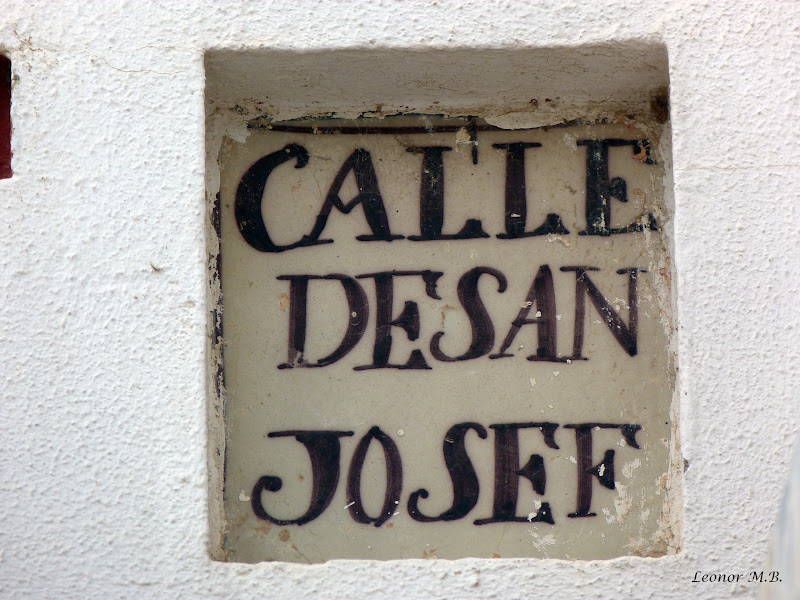 CALLE
DESAN
JOSEF
Leonor M.B.